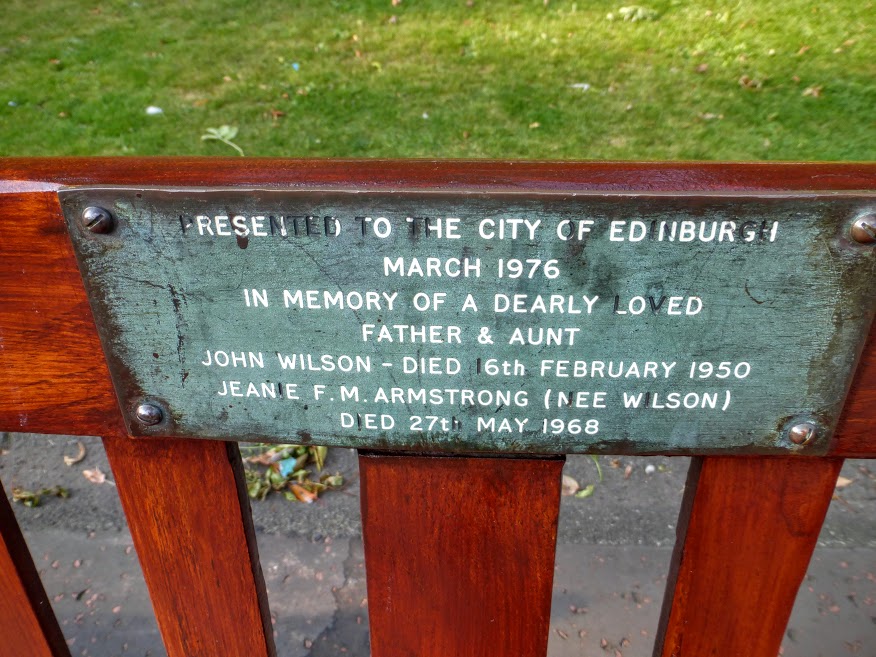 PRESENTED TO THE CITY OF EDINBURGH
MARCH 1976
IN MEMORY OF A DEARLY LOVED
FATHER & AUNT
JOHN WILSON - DIED 16th FEBRUARY 1950
JEANIE F. M. ARMSTRONG (NEE WILSON)
DIED 27th MAY 1968